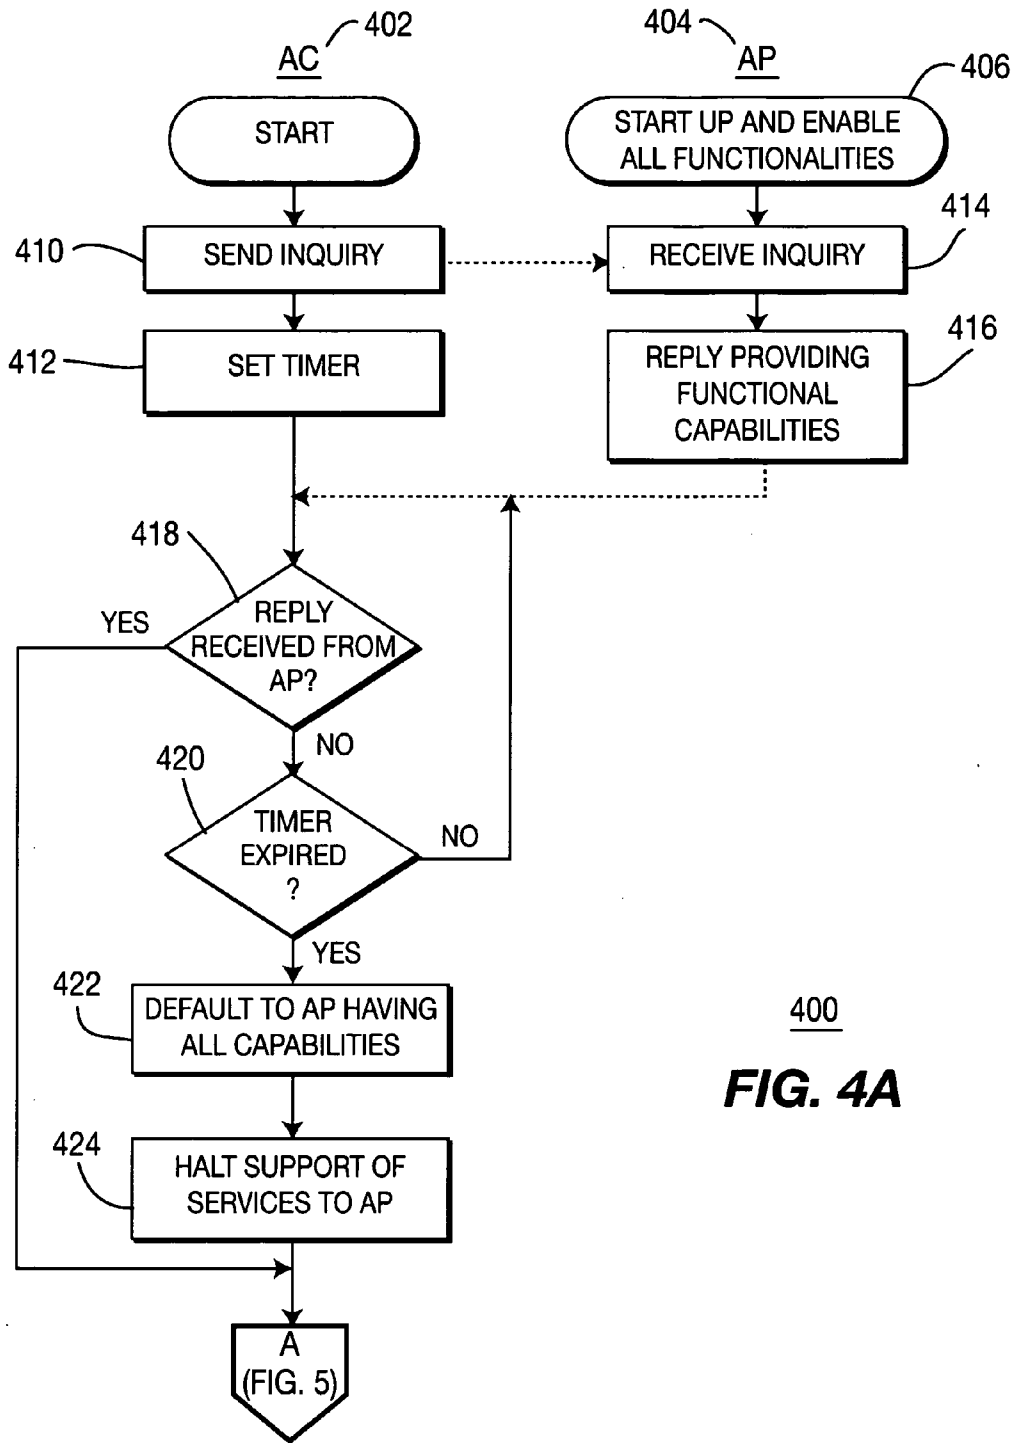 402
AC
404
AP
406
START
START UP AND ENABLE
ALL FUNCTIONALITIES
410
SEND INQUIRY
RECEIVE INQUIRY
414
412
SET TIMER
REPLY PROVIDING
FUNCTIONAL
CAPABILITIES
416
418
REPLY
RECEIVED FROM
AP?
YES
NO
420
TIMER
EXPIRED
?
NO
YES
422
DEFAULT TO AP HAVING
ALL CAPABILITIES
424
HALT SUPPORT OF
SERVICES TO AP
A
(FIG. 5)
400
FIG. 4A